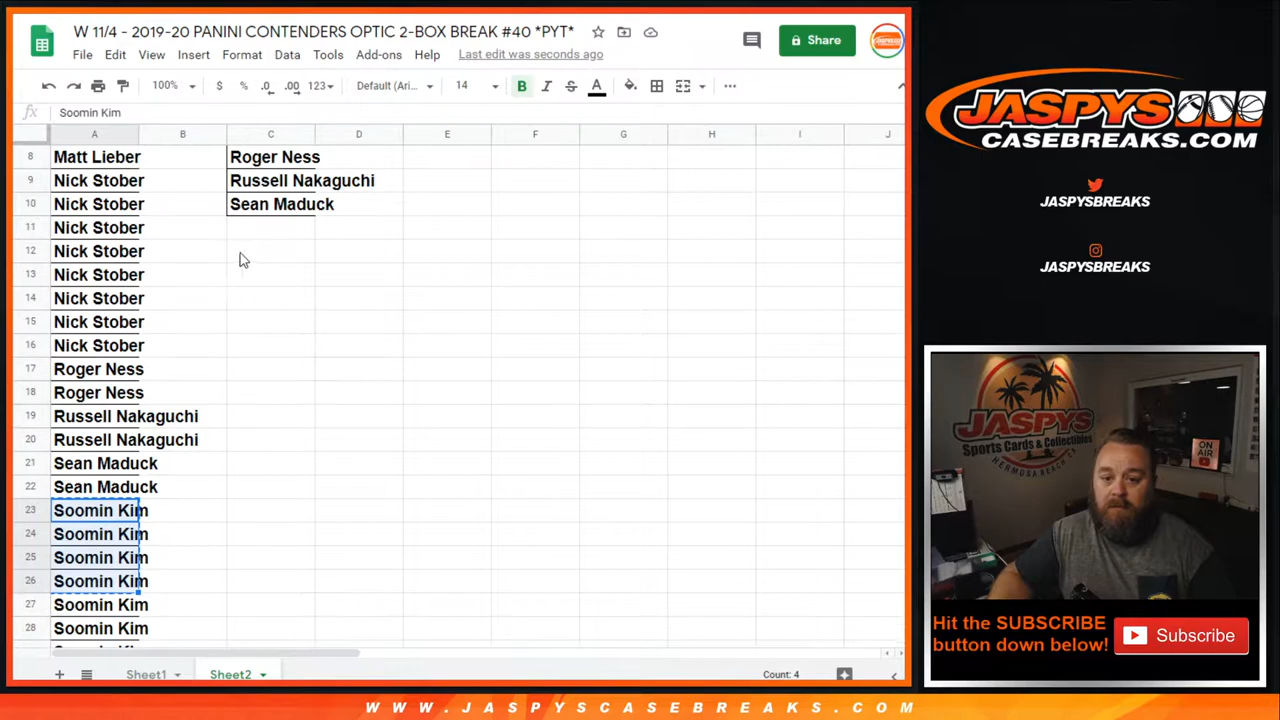 W 11/4 - 2019-20 PANINI CONTENDERS OPTIC 2-BOX BREAK #40 *PYT*
File Edit View Insert Format Data Tools Add-ons Help Last edit was seconds ago
Share
100% $ % .0 .00 123 Default (Ari... 14 B I S A
fx Soomin Kim
A B C D E F G H I J
8 Matt Lieber Roger Ness
9 Nick Stober Russell Nakaguchi
10 Nick Stober Sean Maduck
11 Nick Stober
12 Nick Stober
13 Nick Stober
14 Nick Stober
15 Nick Stober
16 Nick Stober
17 Roger Ness
18 Roger Ness
19 Russell Nakaguchi
20 Russell Nakaguchi
21 Sean Maduck
22 Sean Maduck
23 Soomin Kim
24 Soomin Kim
25 Soomin Kim
26 Soomin Kim
27 Soomin Kim
28 Soomin Kim
Sheet1 Sheet2 Count: 4
JASPYS
CASEBREAKS.COM
JASPYSBREAKS
JASPYSBREAKS
JASPYS
Sports Cards & Collectibles
HERMOSA BEACH CA
ON AIR
Hit the SUBSCRIBE
button down below!
Subscribe
WWW.JASPYSCASEBREAKS.COM